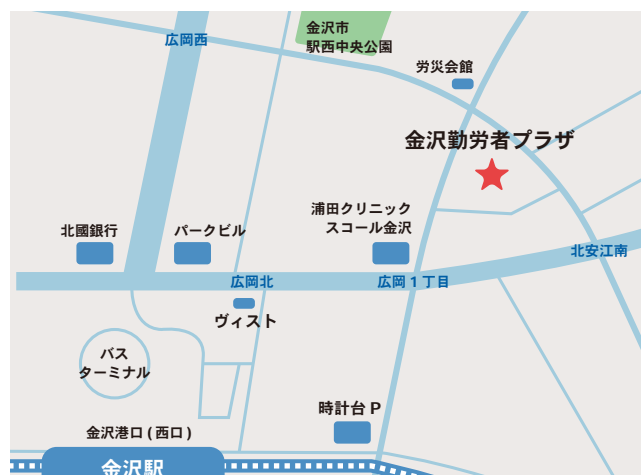 広岡西
金沢市
駅西中央公園
労災会館
金沢勤労者プラザ
浦田クリニック
スコール金沢
北國銀行
パークビル
北安江南
広岡北
広岡1丁目
ヴィスト
バス
ターミナル
時計台 P
金沢港口 ( 西口 )
金沢駅